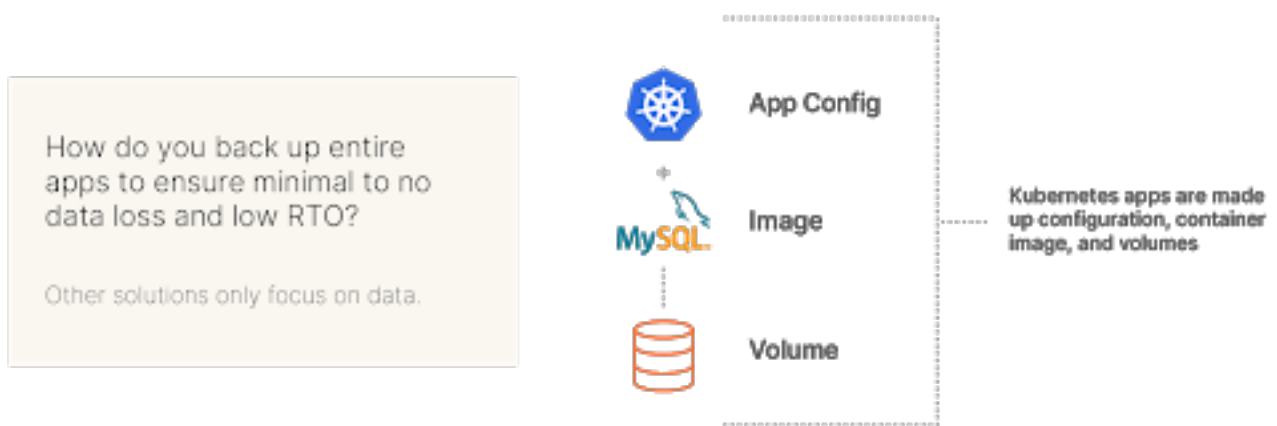 How do you back up entire
apps to ensure minimal to no
data loss and low RTO?
Other solutions only focus on data.
App Config
MySQL
Image
Volume
Kubernetes apps are made
up configuration, container
image, and volumes